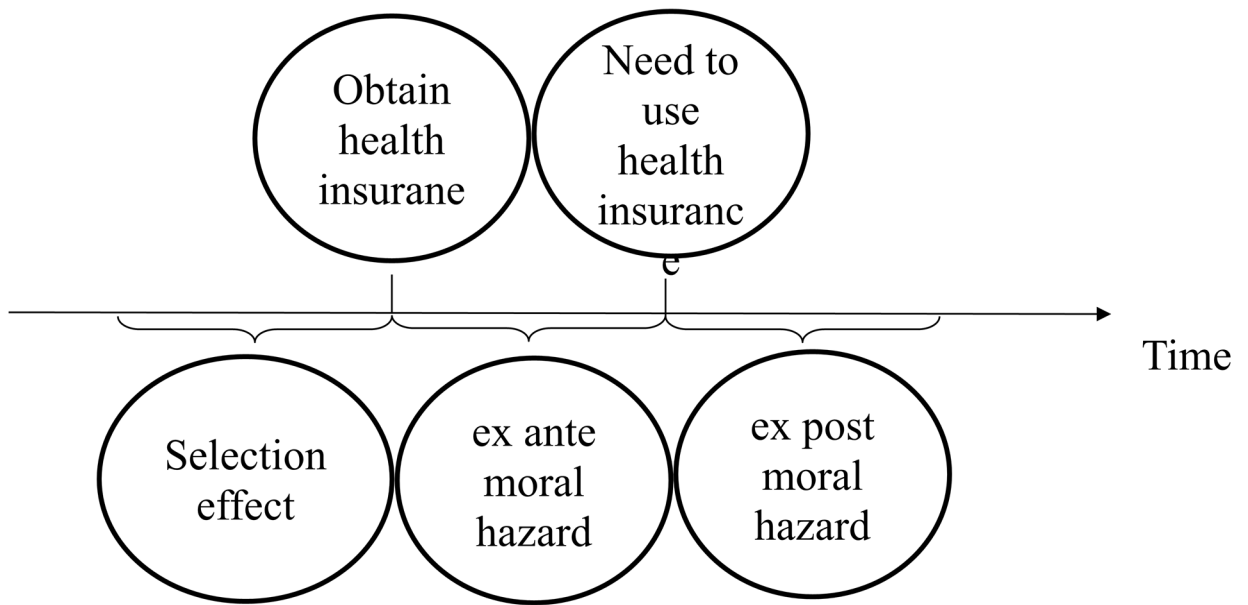 Obtain
health
insurane
Need to
use
health
insuranc
e
Time
Selection
effect
ex ante
moral
hazard
ex post
moral
hazard